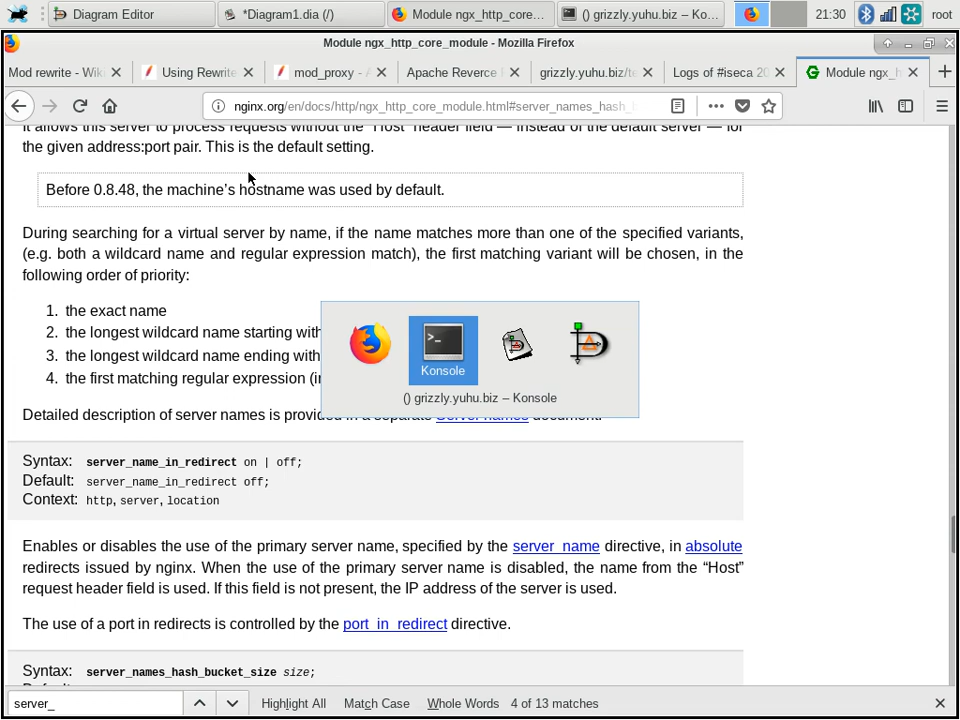 Diagram Editor
*Diagram1.dia (/)
Module ngx_http_core...
() grizzly.yuhu.biz – Ko...
21:30
root
Module ngx_http_core_module - Mozilla Firefox
Mod rewrite - Wiki
Using Rewrite
mod_proxy - A
Apache Reverce
grizzly.yuhu.biz/te
Logs of #iseca 20
Module ngx_h
nginx.org/en/docs/http/ngx_http_core_module.html#server_names_hash_
It allows this server to process requests without the “Host” header field — instead of the default server — for
the given address:port pair. This is the default setting.
Before 0.8.48, the machine’s hostname was used by default.
During searching for a virtual server by name, if the name matches more than one of the specified variants,
(e.g. both a wildcard name and regular expression match), the first matching variant will be chosen, in the
following order of priority:
1. the exact name
2. the longest wildcard name starting with
3. the longest wildcard name ending with
4. the first matching regular expression (i
Konsole
() grizzly.yuhu.biz – Konsole
Detailed description of server names is provided in a separate Server names document.
Syntax: server_name_in_redirect on | off;
Default: server_name_in_redirect off;
Context: http, server, location
Enables or disables the use of the primary server name, specified by the server_name directive, in absolute
redirects issued by nginx. When the use of the primary server name is disabled, the name from the “Host”
request header field is used. If this field is not present, the IP address of the server is used.
The use of a port in redirects is controlled by the port_in_redirect directive.
Syntax: server_names_hash_bucket_size size;
server_
Highlight All
Match Case
Whole Words
4 of 13 matches